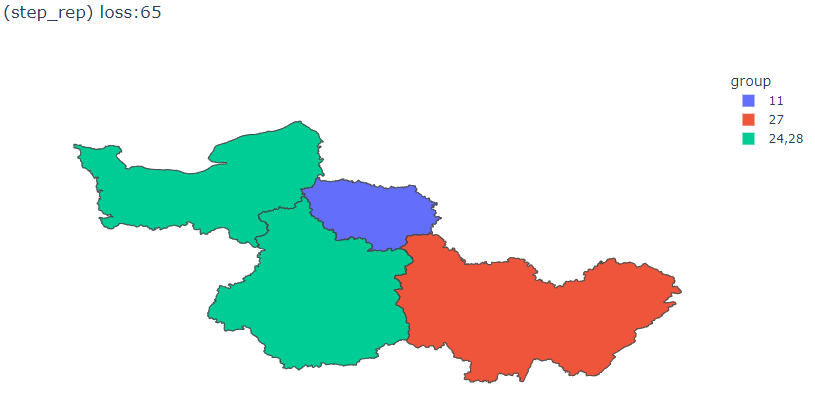 (step_rep) loss:65
group
11
27
24,28